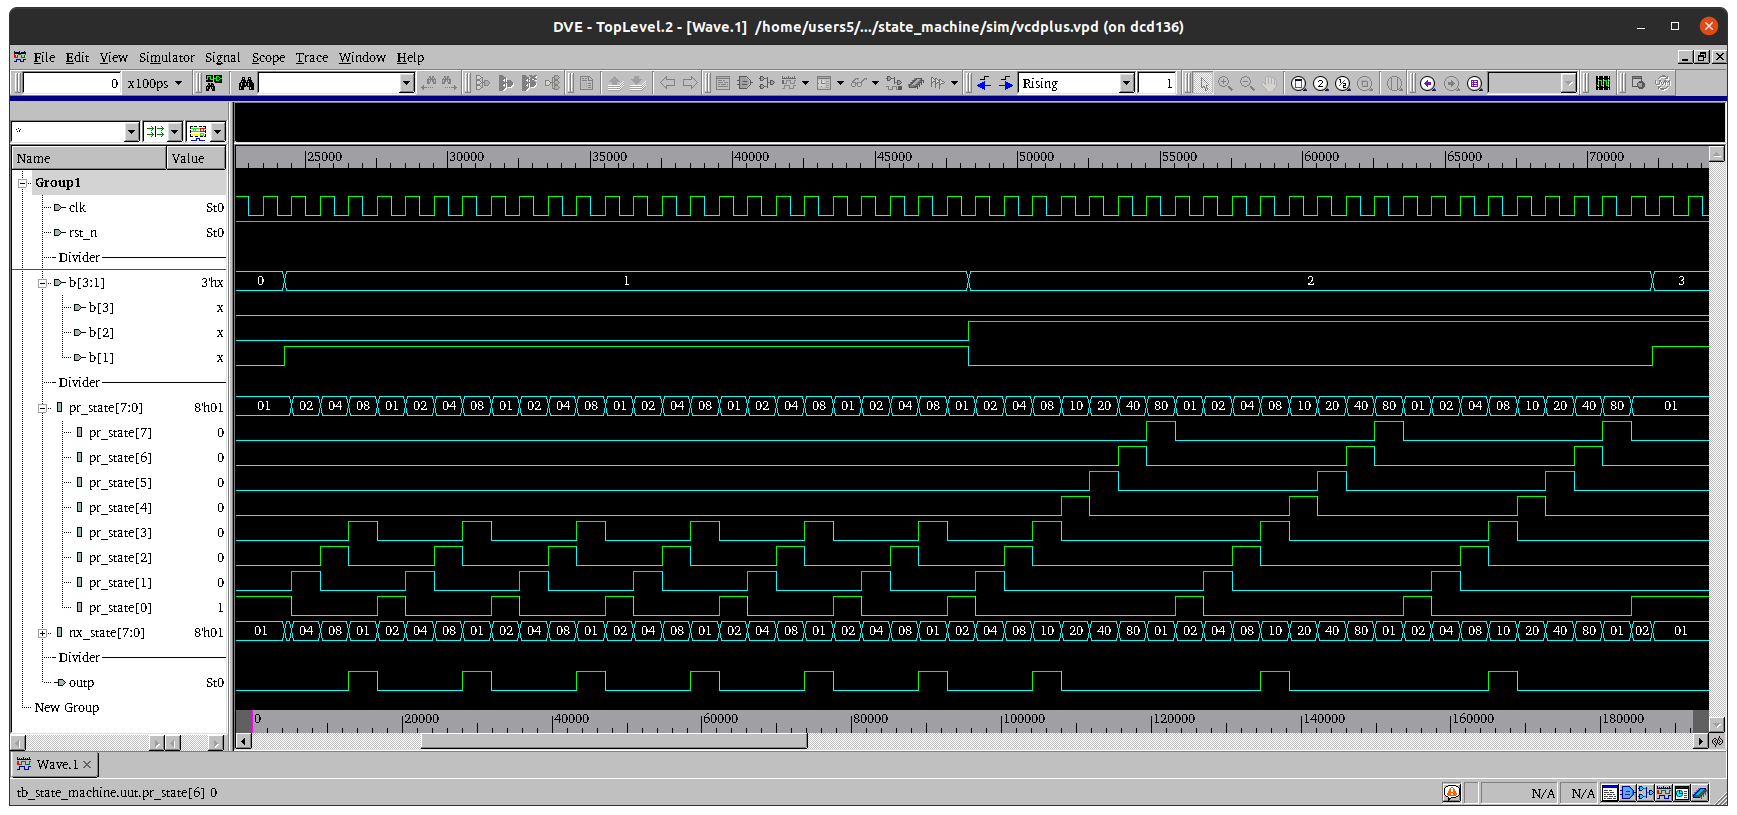 DVE - TopLevel.2 - [Wave.1]  /home/users5/.../state_machine/sim/vcdplus.vpd (on dcd136)
File Edit View Simulator Signal Scope Trace Window Help
0 x100ps Rising 1
*
Name Value 25000 30000 35000 40000 45000 50000 55000 60000 65000 70000
Group1
clk St0
rst_n St0
Divider
b[3:1] 3'hx 0 1 2 3
b[3] x
b[2] x
b[1] x
Divider
pr_state[7:0] 8'h01 01 02 04 08 01 02 04 08 01 02 04 08 01 02 04 08 01 02 04 08 01 02 04 08 01 02 04 08 10 20 40 80 01 02 04 08 10 20 40 80 01 02 04 08 10 20 40 80 01
pr_state[7] 0
pr_state[6] 0
pr_state[5] 0
pr_state[4] 0
pr_state[3] 0
pr_state[2] 0
pr_state[1] 0
pr_state[0] 1
nx_state[7:0] 8'h01 01 04 08 01 02 04 08 01 02 04 08 01 02 04 08 01 02 04 08 01 02 04 08 01 02 04 08 10 20 40 80 01 02 04 08 10 20 40 80 01 02 04 08 10 20 40 80 01 02 01
Divider
outp St0
New Group
0 20000 40000 60000 80000 100000 120000 140000 160000 180000
Wave.1
tb_state_machine.uut.pr_state[6] 0 N/A N/A